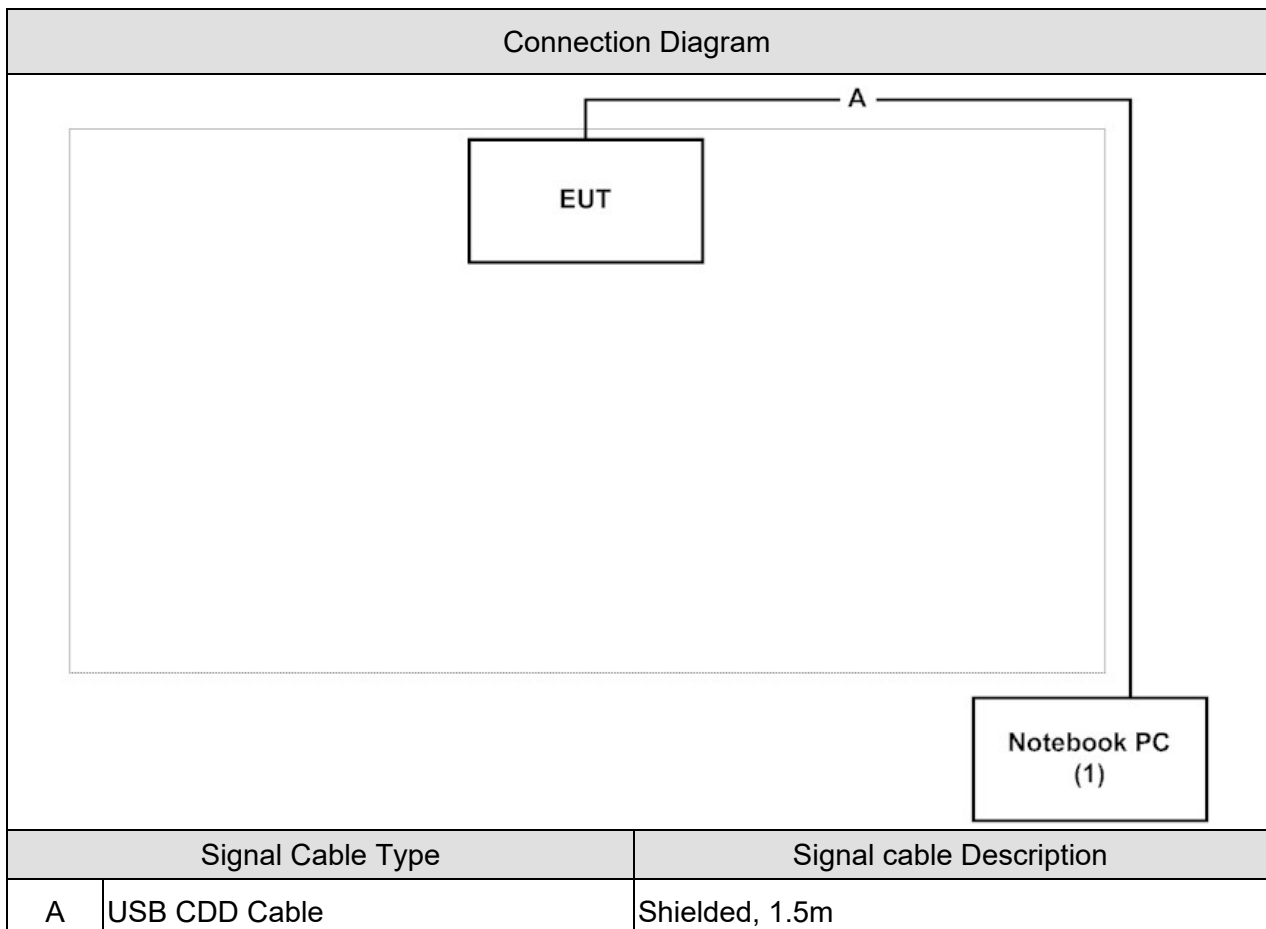 Connection Diagram
A
EUT
Notebook PC
(1)
Signal Cable Type
Signal cable Description
A
USB CDD Cable
Shielded, 1.5m